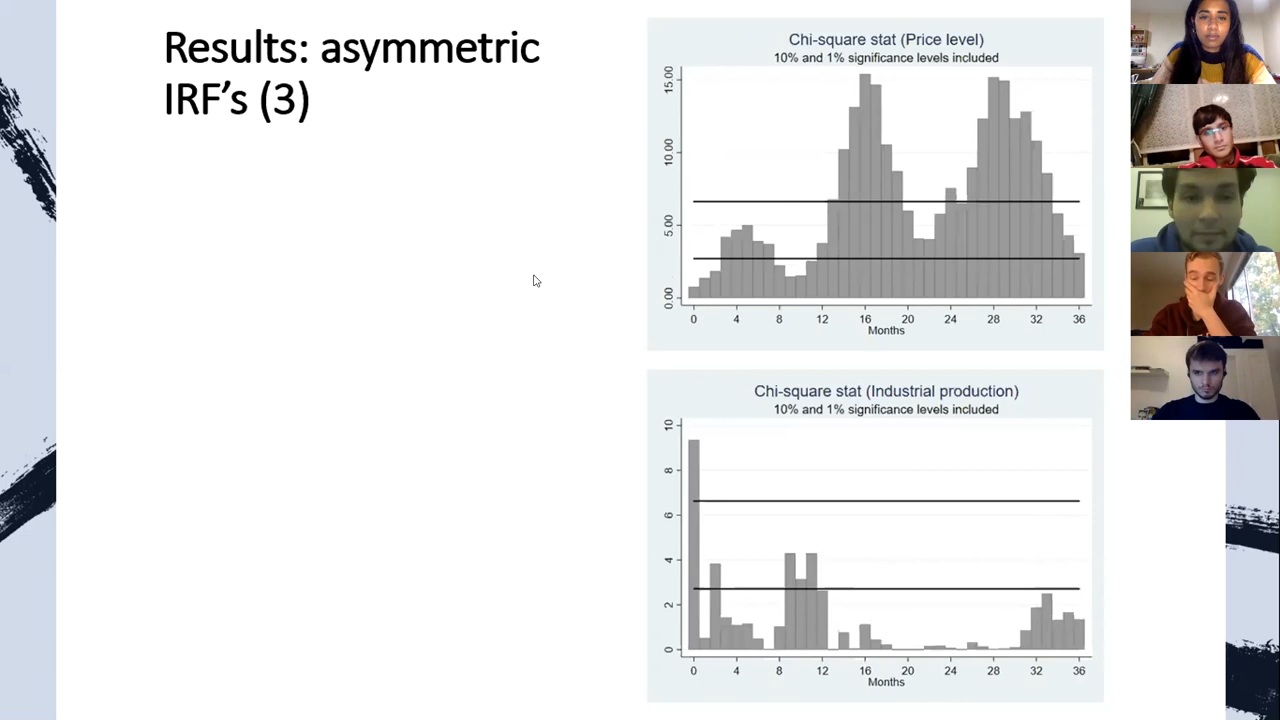 Results: asymmetric
IRF's (3)
Chi-square stat (Price level)
10% and 1% significance levels included
15.00
10.00
5.00
0.00
0 4 8 12 16 20 24 28 32 36
Months
Chi-square stat (Industrial production)
10% and 1% significance levels included
10
8
6
4
2
0
0 4 8 12 16 20 24 28 32 36
Months